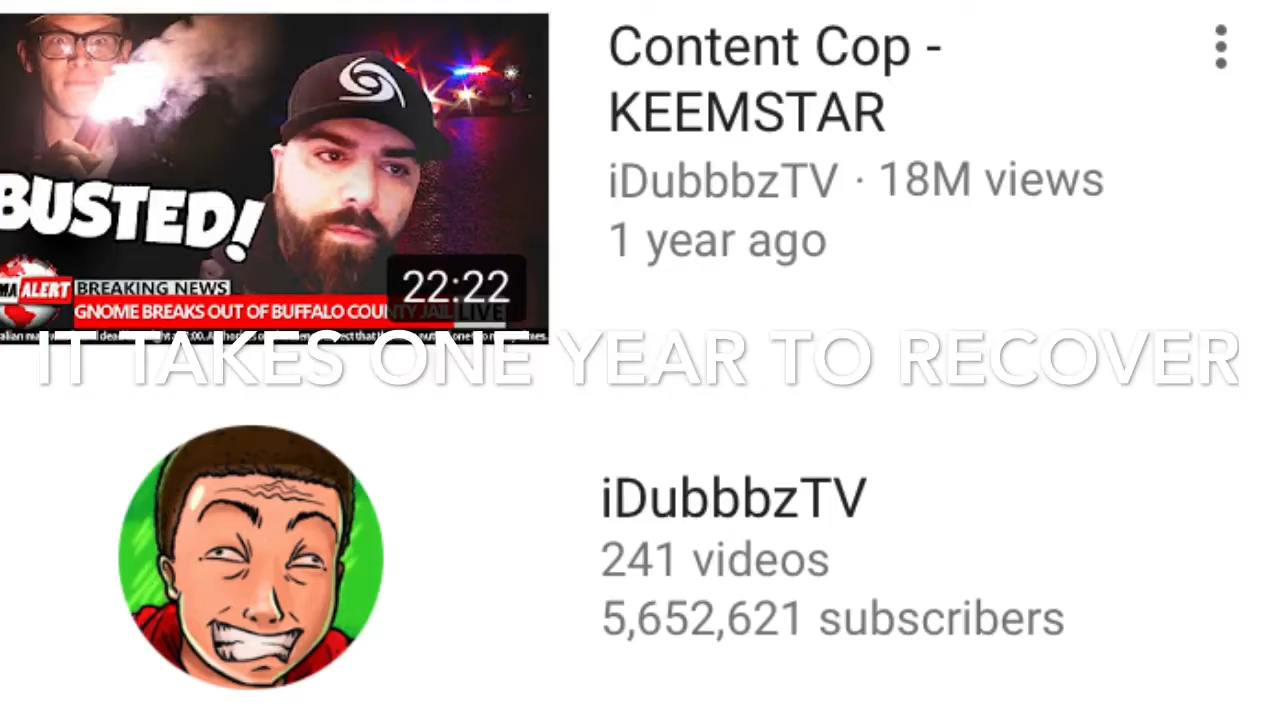 Content Cop -
KEEMSTAR
iDubbbzTV · 18M views
1 year ago
BUSTED!
22:22
ALERT BREAKING NEWS
GNOME BREAKS OUT OF BUFFALO COUNTY JAIL LIVE
IT TAKES ONE YEAR TO RECOVER
iDubbbzTV
241 videos
5,652,621 subscribers